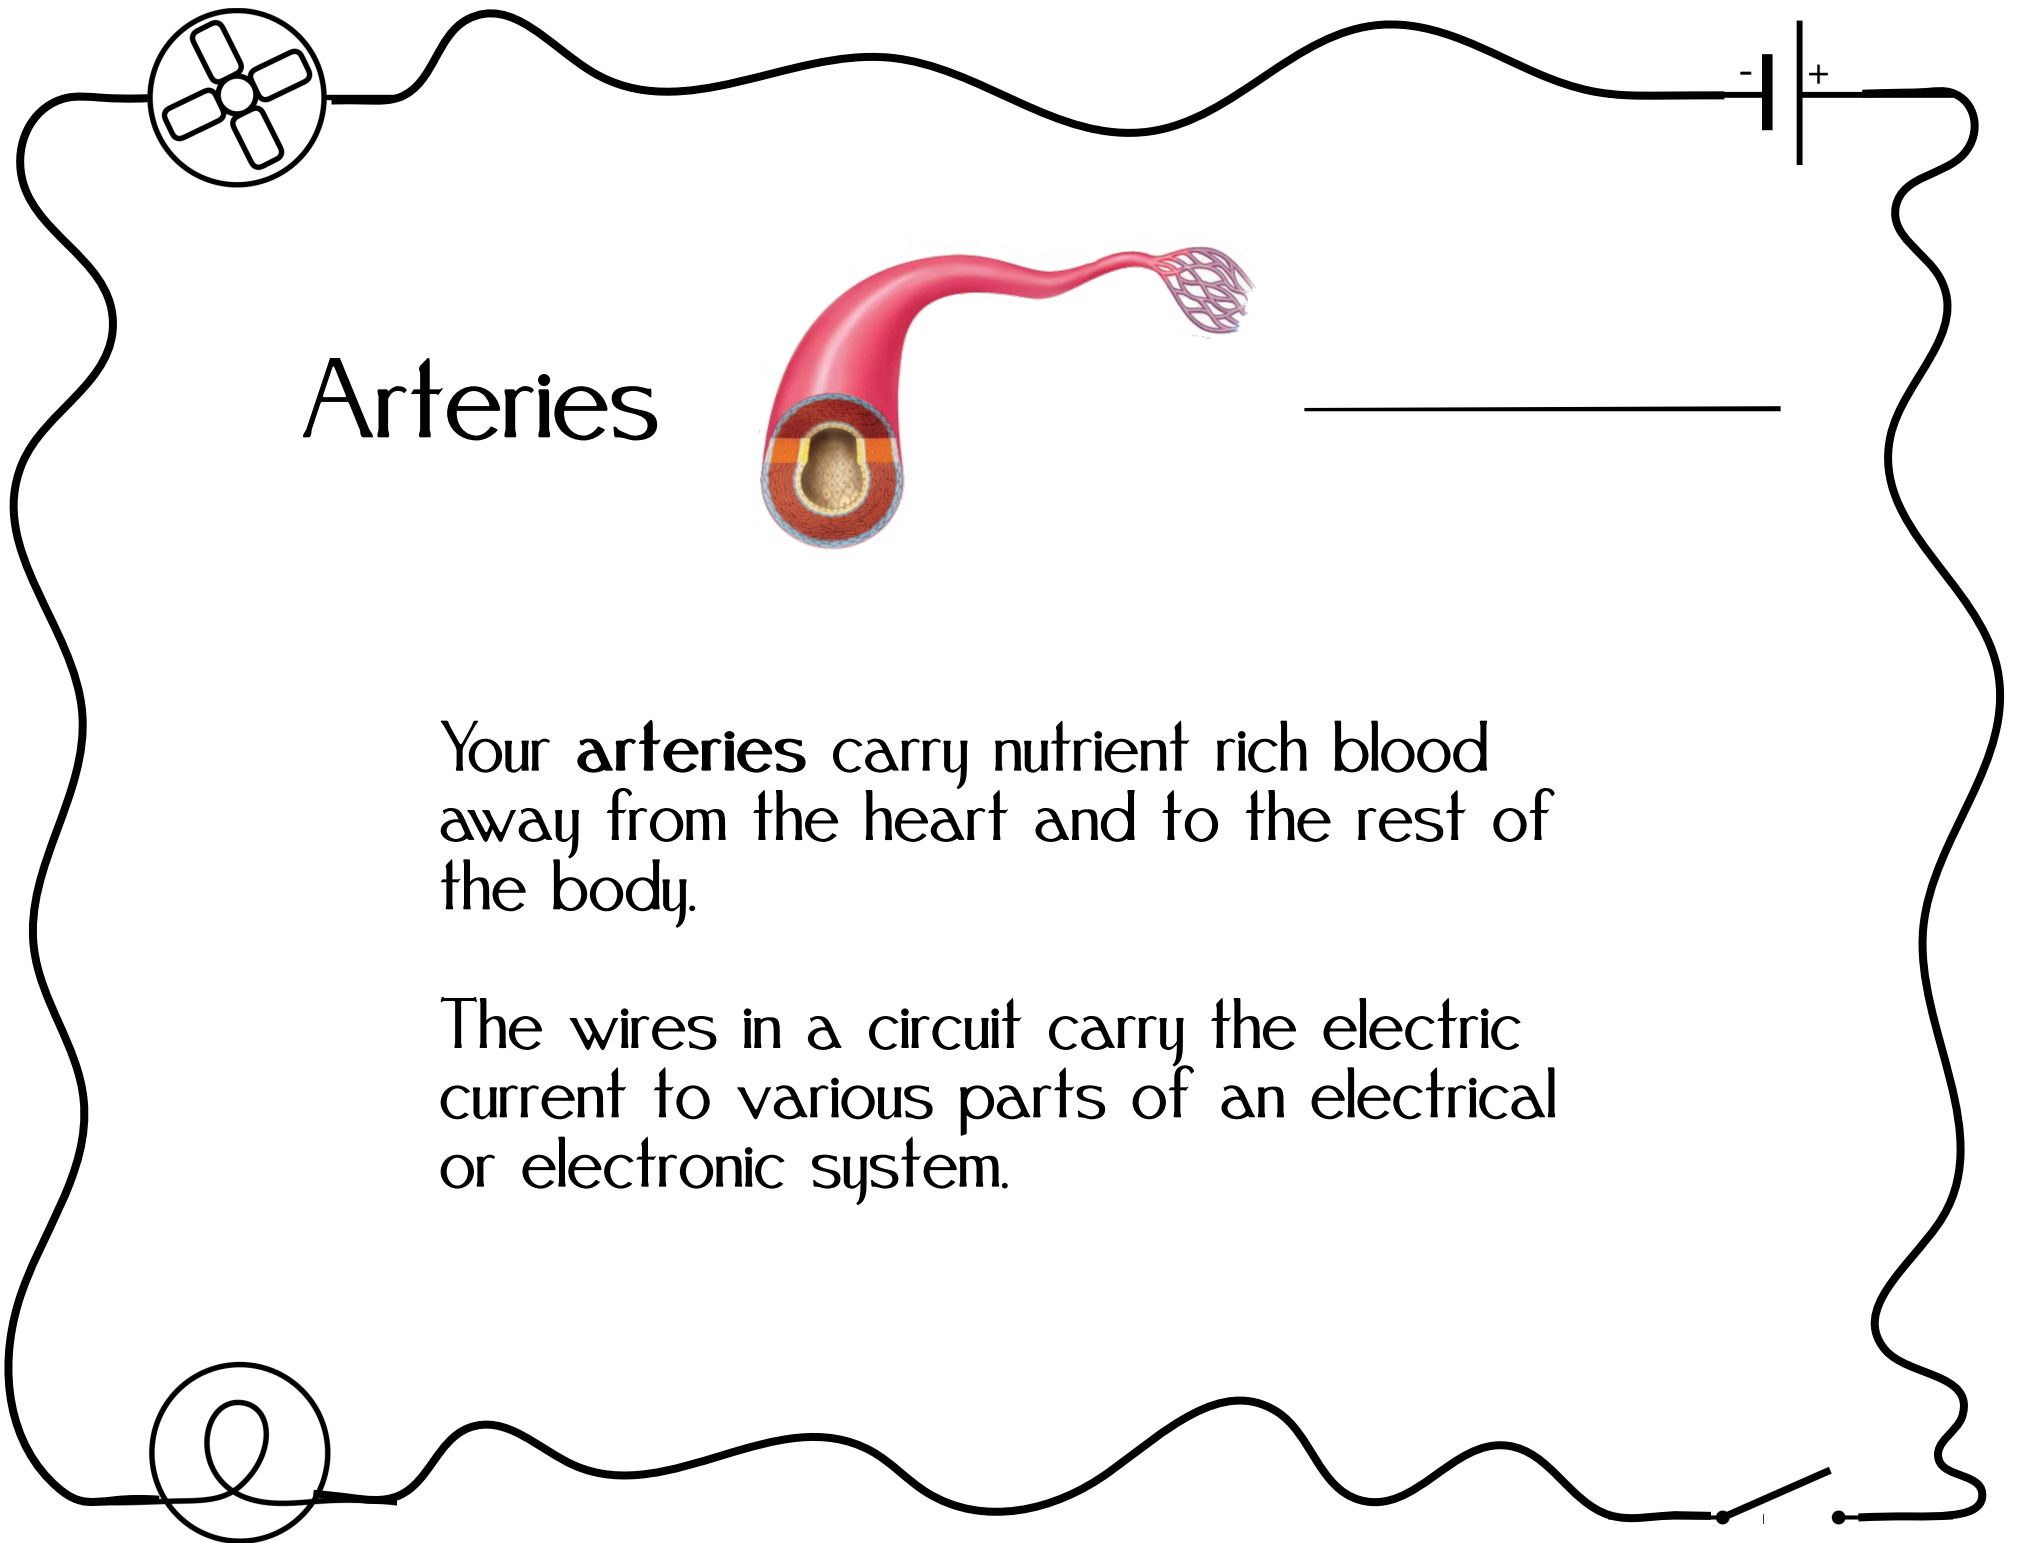 - +
Arteries
Your arteries carry nutrient rich blood
away from the heart and to the rest of
the body.
The wires in a circuit carry the electric
current to various parts of an electrical
or electronic system.